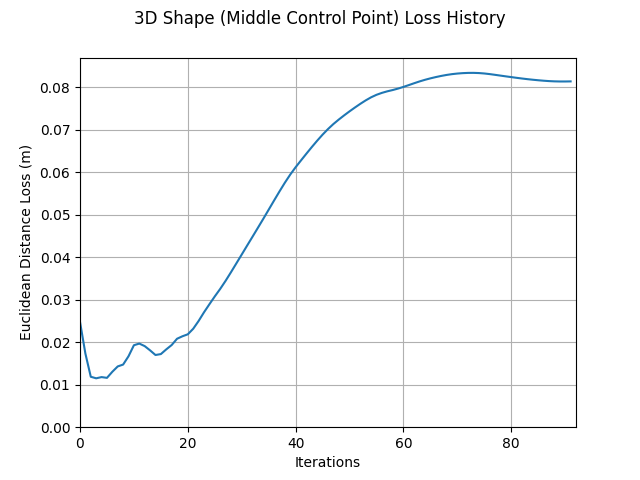 3D Shape (Middle Control Point) Loss History
Euclidean Distance Loss (m)
0.08
0.07
0.06
0.05
0.04
0.03
0.02
0.01
0.00
0 20 40 60 80
Iterations